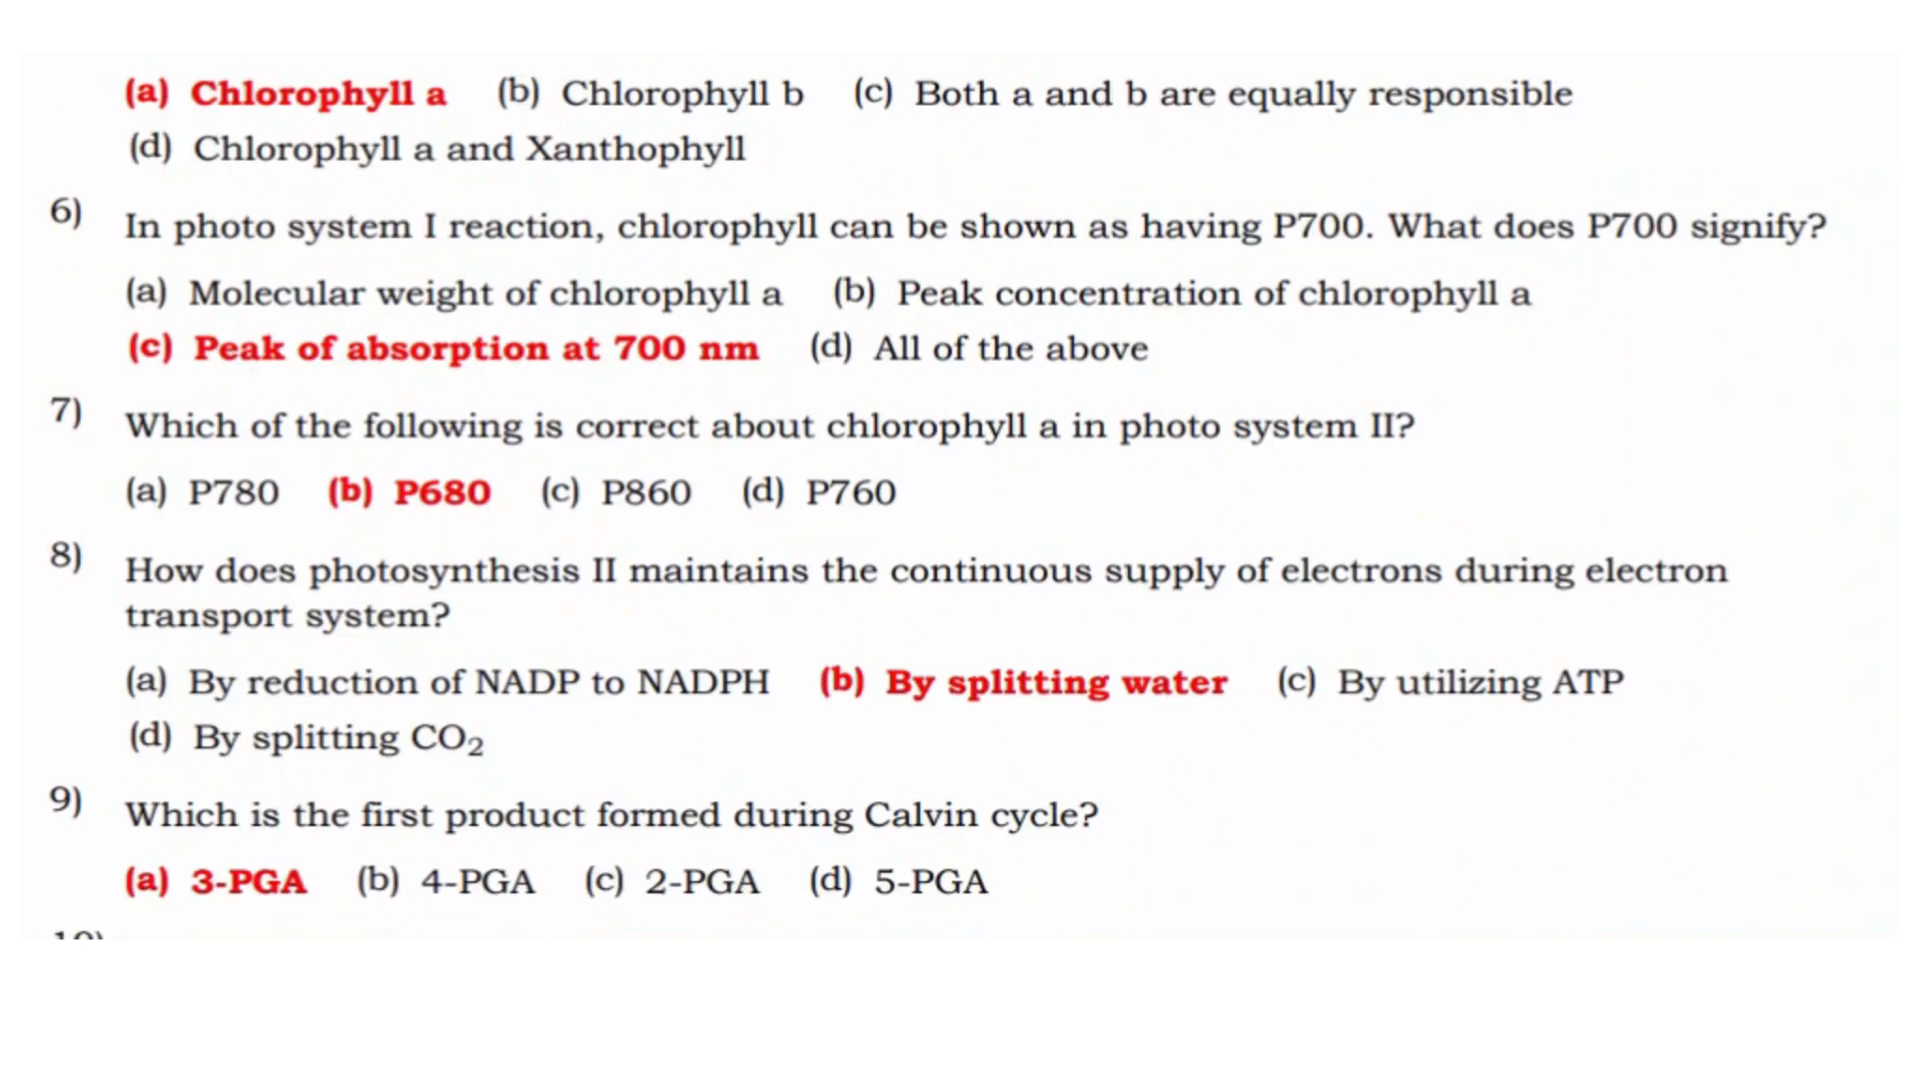 (a) Chlorophyll a (b) Chlorophyll b (c) Both a and b are equally responsible
(d) Chlorophyll a and Xanthophyll
6) In photo system I reaction, chlorophyll can be shown as having P700. What does P700 signify?
(a) Molecular weight of chlorophyll a (b) Peak concentration of chlorophyll a
(c) Peak of absorption at 700 nm (d) All of the above
7) Which of the following is correct about chlorophyll a in photo system II?
(a) P780 (b) P680 (c) P860 (d) P760
8) How does photosynthesis II maintains the continuous supply of electrons during electron
transport system?
(a) By reduction of NADP to NADPH (b) By splitting water (c) By utilizing ATP
(d) By splitting CO₂
9) Which is the first product formed during Calvin cycle?
(a) 3-PGA (b) 4-PGA (c) 2-PGA (d) 5-PGA